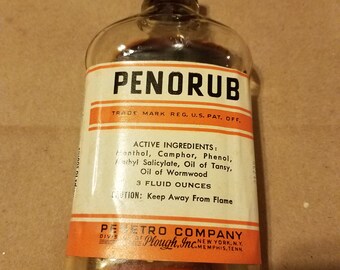 PENORUB
TRADE MARK REG. U.S. PAT. OFF.
ACTIVE INGREDIENTS:
Menthol, Camphor, Phenol,
Methyl Salicylate, Oil of Tansy,
Oil of Wormwood
3 FLUID OUNCES
CAUTION: Keep Away From Flame
PENETRO COMPANY
Plough, Inc. NEW YORK, N.Y.
MEMPHIS, TENN.